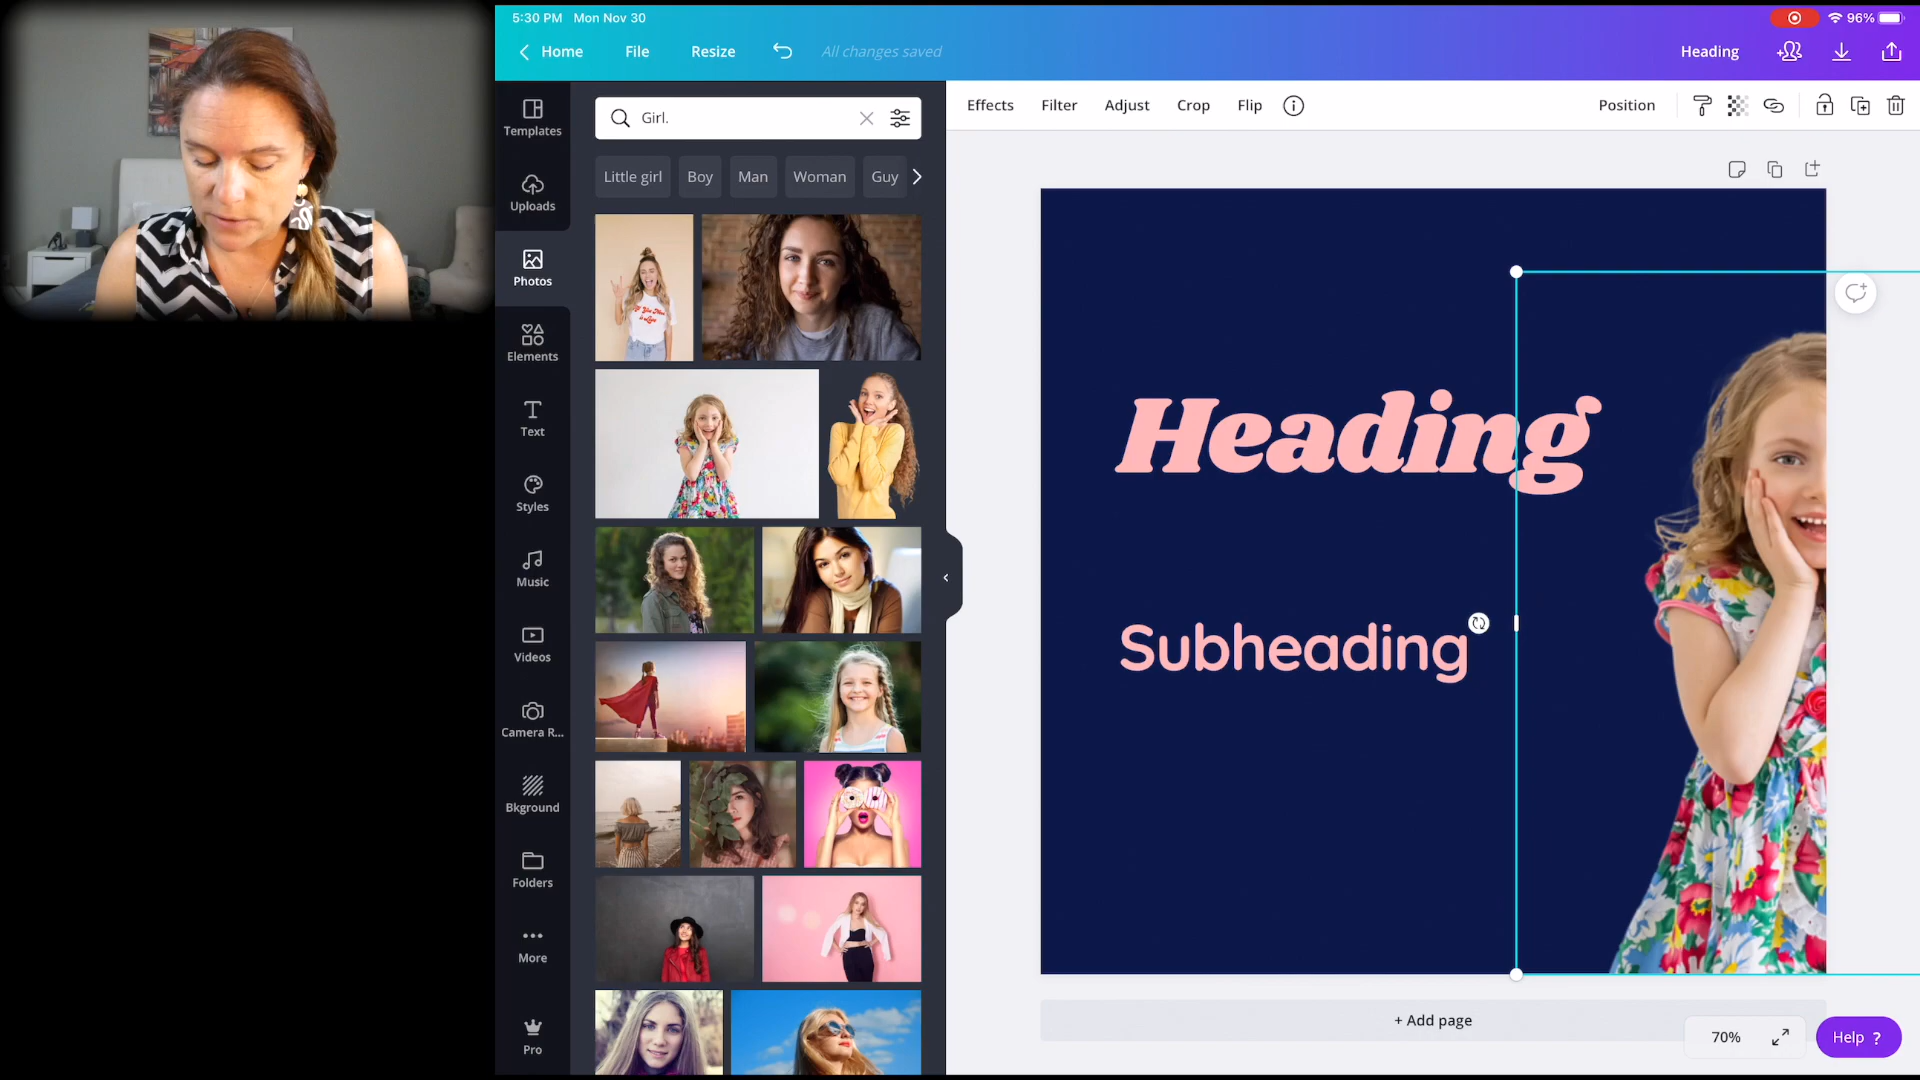 5:30 PM Mon Nov 30
96%
Home
File
Resize
All changes saved
Heading
Templates
Uploads
Photos
Elements
Text
Styles
Music
Videos
Camera R...
Bkground
Folders
More
Pro
Girl.
Little girl
Boy
Man
Woman
Guy
Effects
Filter
Adjust
Crop
Flip
Position
Heading
Subheading
+ Add page
70%
Help ?